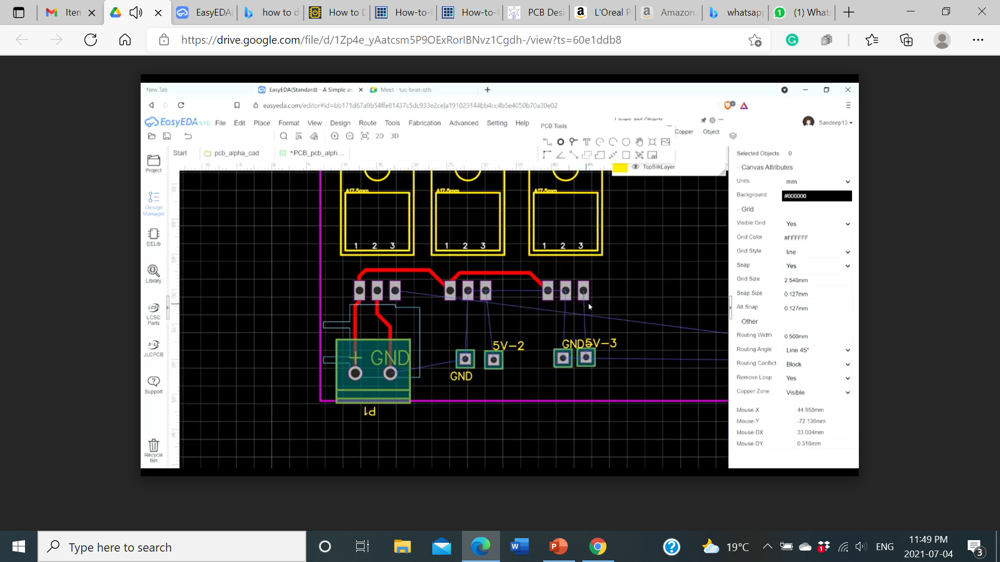 Iten
EasyEDA(
how to d
How to D
How-to-
How-to-
PCB Desi
L'Oreal P
Amazon.
whatsapp
(1) Whats
https://drive.google.com/file/d/1Zp4e_yAatcsm5P9OExRorIBNvz1Cgdh-/view?ts=60e1ddb8
New Tab
EasyEDA(Standard) - A Simple an
Meet - tuc-bnat-qth
easyeda.com/editor#id=bb171d67a9b54ffe81437c5dc933e2ce|a191029144bb4cc4b5e4050b70a30e02
EasyEDA STD
File Edit Place Format View Design Route Tools Fabrication Advanced Setting Help
PCB Tools
Layers and Objects
Copper
Object
Sandeep13
2D 3D
Start
pcb_alpha_cad
*PCB_pcb_alph...
TopSilkLayer
Project
Design Manager
EELib
Library
LCSC
LCSC Parts
JLCPCB
Support
Recycle Bin
A17.5mm
A17.5mm
A17.5mm
1 2 3
1 2 3
1 2 3
+ GND
P1
5V-2
GND
GND
5V-3
Selected Objects 0
Canvas Attributes
Units mm
Background #000000
Grid
Visible Grid Yes
Grid Color #FFFFFF
Grid Style line
Snap Yes
Grid Size 2.540mm
Snap Size 0.127mm
Alt Snap 0.127mm
Other
Routing Width 0.500mm
Routing Angle Line 45°
Routing Conflict Block
Remove Loop Yes
Copper Zone Visible
Mouse-X 44.958mm
Mouse-Y -72.136mm
Mouse-DX 33.004mm
Mouse-DY 0.316mm
Type here to search
19°C
ENG
11:49 PM
2021-07-04
3